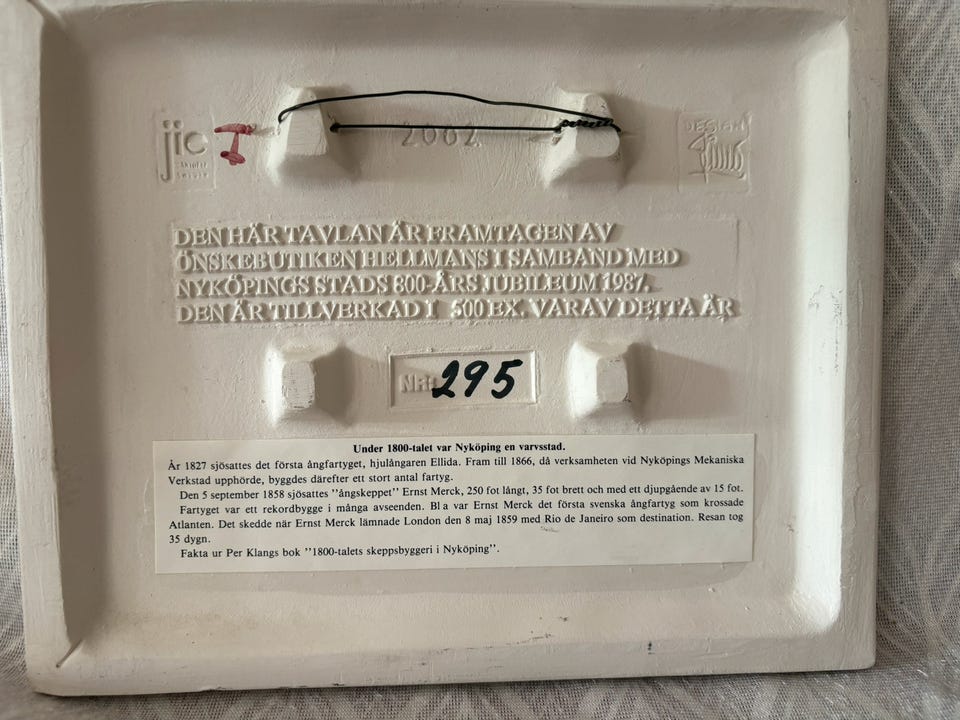 jic
2082
DESIGN
DEN HÄR TAVLAN ÄR FRAMTAGEN AV
ÖNSKEBUTIKEN HELLMANS I SAMBAND MED
NYKÖPINGS STADS 800-ÅRS JUBILEUM 1987.
DEN ÄR TILLVERKAD I 500 EX. VARAV DETTA ÄR
NR: 295
Under 1800-talet var Nyköping en varvsstad.
År 1827 sjösattes det första ångfartyget, hjulångaren Ellida. Fram till 1866, då verksamheten vid Nyköpings Mekaniska
Verkstad upphörde, byggdes därefter ett stort antal fartyg.
Den 5 september 1858 sjösattes ''ångskeppet'' Ernst Merck, 250 fot långt, 35 fot brett och med ett djupgående av 15 fot.
Fartyget var ett rekordbygge i många avseenden. Bl a var Ernst Merck det första svenska ångfartyg som krossade
Atlanten. Det skedde när Ernst Merck lämnade London den 8 maj 1859 med Rio de Janeiro som destination. Resan tog
35 dygn.
Fakta ur Per Klangs bok ''1800-talets skeppsbyggeri i Nyköping''.